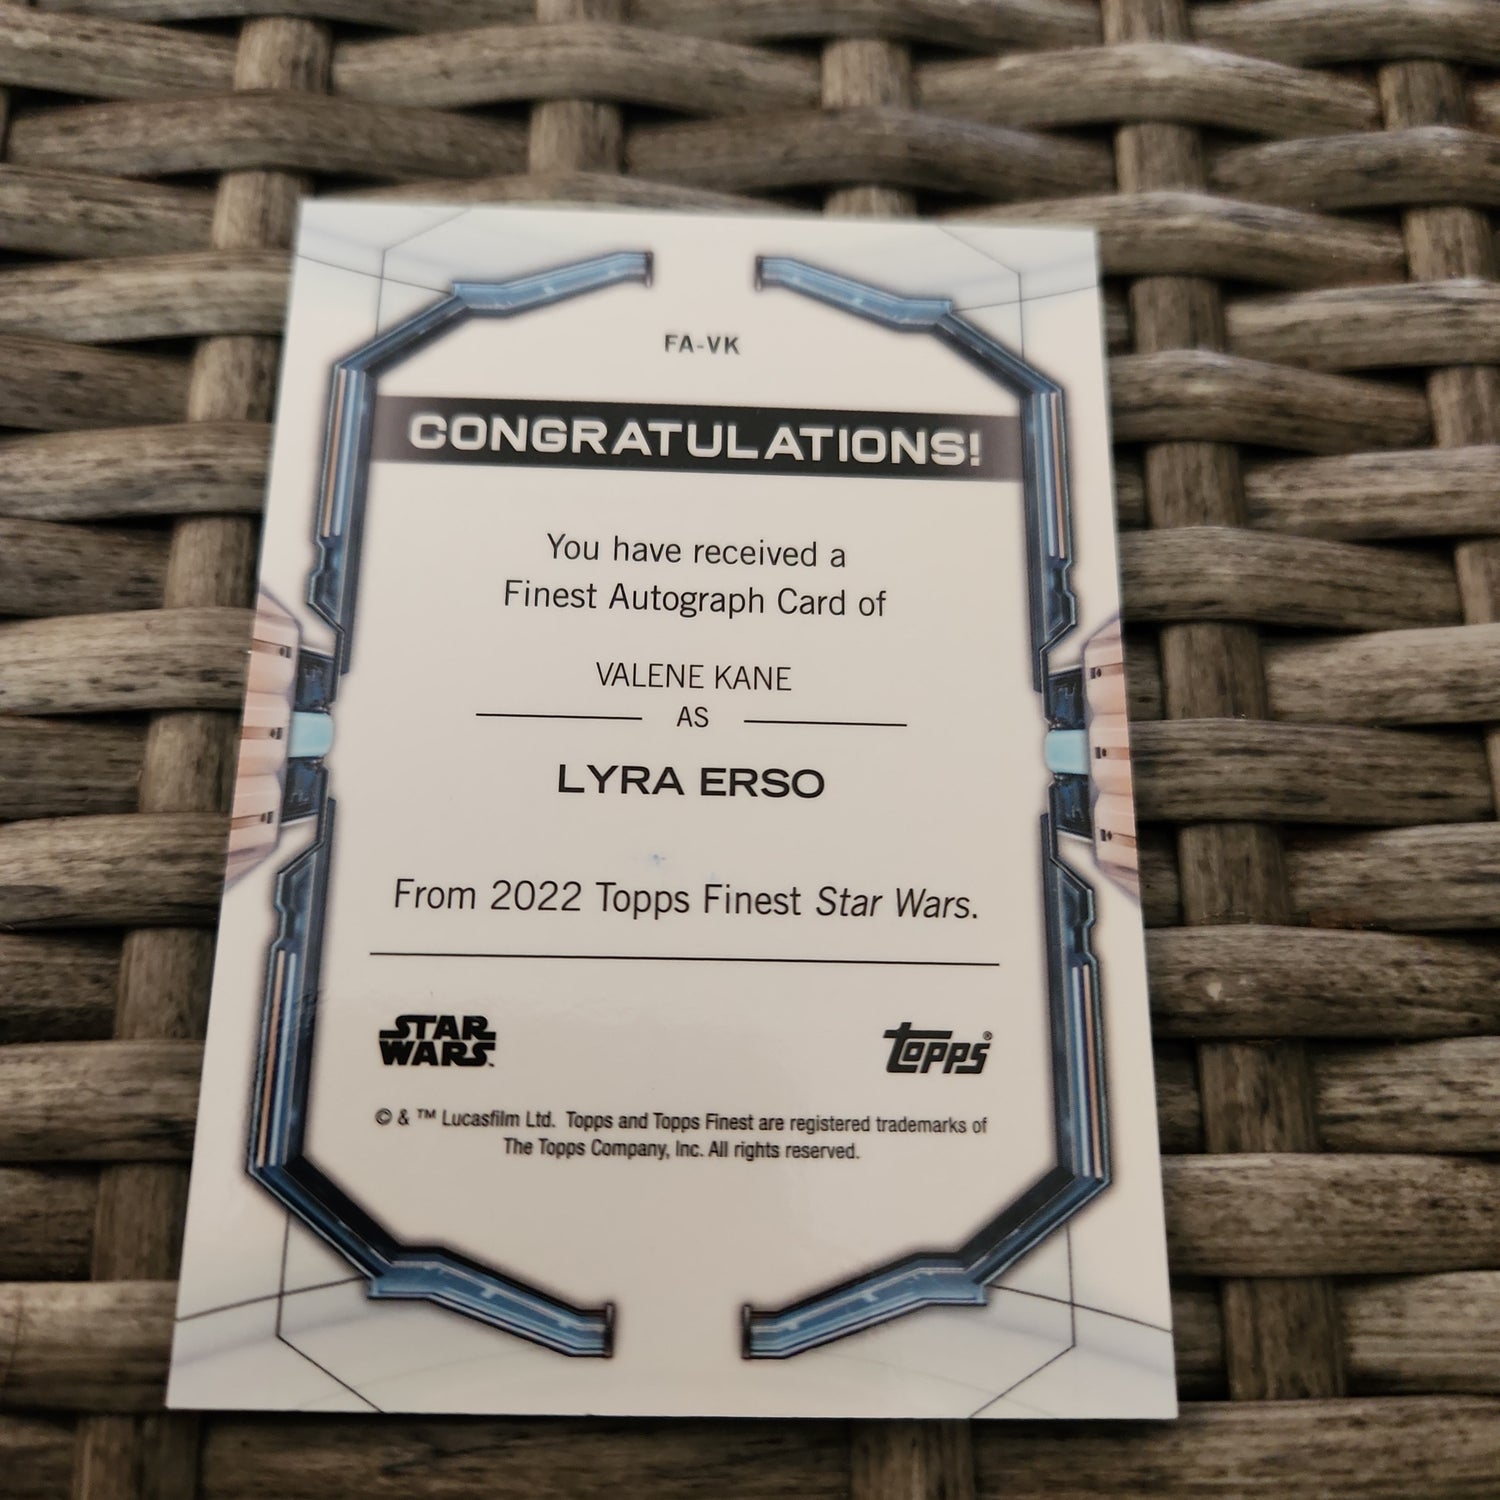 FA-VK
CONGRATULATIONS!
You have received a
Finest Autograph Card of
VALENE KANE
AS
LYRA ERSO
From 2022 Topps Finest Star Wars.
STAR
WARS.
Topps®
© & ™ Lucasfilm Ltd. Topps and Topps Finest are registered trademarks of
The Topps Company, Inc. All rights reserved.